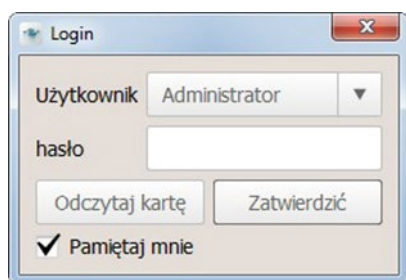 Login
Użytkownik Administrator
hasło
Odczytaj kartę Zatwierdzić
Pamiętaj mnie